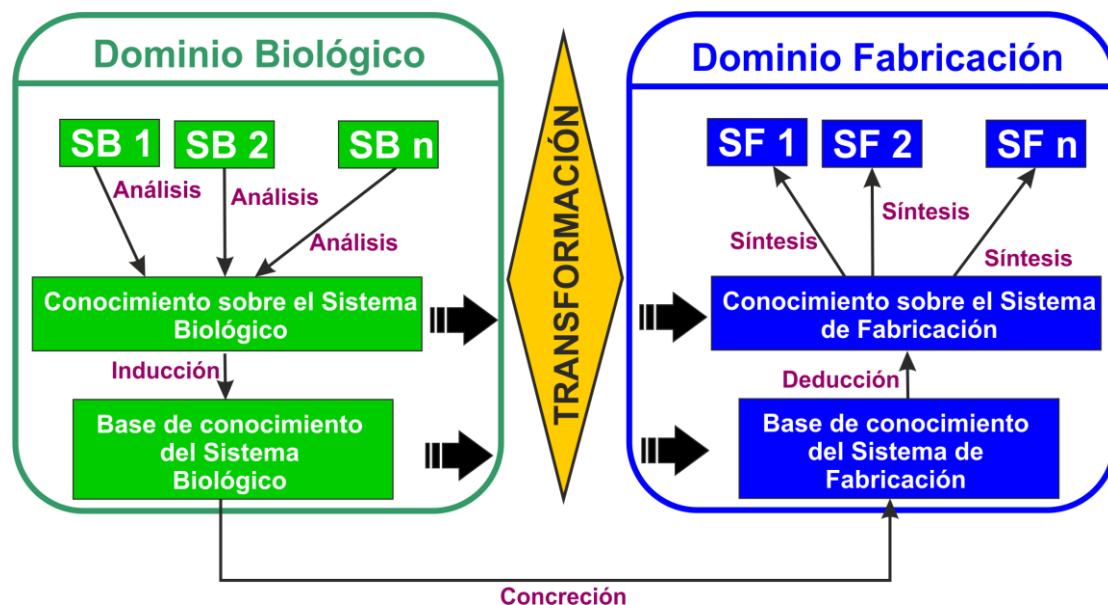 Dominio Biológico
SB 1
SB 2
SB n
Análisis
Análisis
Análisis
Conocimiento sobre el Sistema
Biológico
Inducción
Base de conocimiento
del Sistema
Biológico
TRANSFORMACIÓN
Dominio Fabricación
SF 1
SF 2
SF n
Síntesis
Síntesis
Síntesis
Conocimiento sobre el Sistema
de Fabricación
Deducción
Base de conocimiento
del Sistema de
Fabricación
Concreción